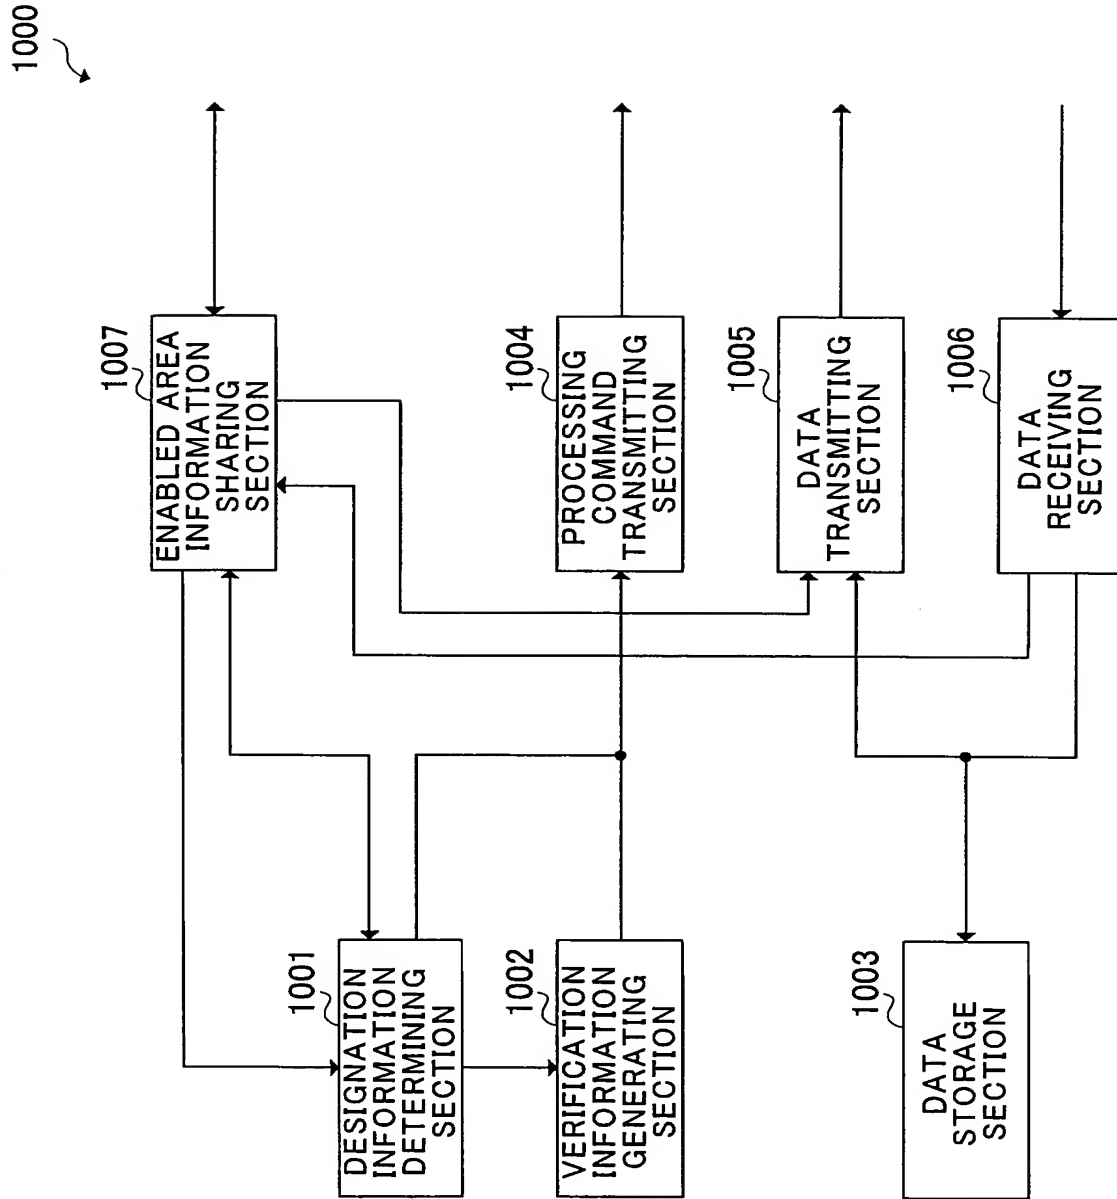 1000
1007
ENABLED AREA
INFORMATION
SHARING
SECTION
1001
DESIGNATION
INFORMATION
DETERMINING
SECTION
1002
VERIFICATION
INFORMATION
GENERATING
SECTION
1004
PROCESSING
COMMAND
TRANSMITTING
SECTION
1005
DATA
TRANSMITTING
SECTION
1003
DATA
STORAGE
SECTION
1006
DATA
RECEIVING
SECTION